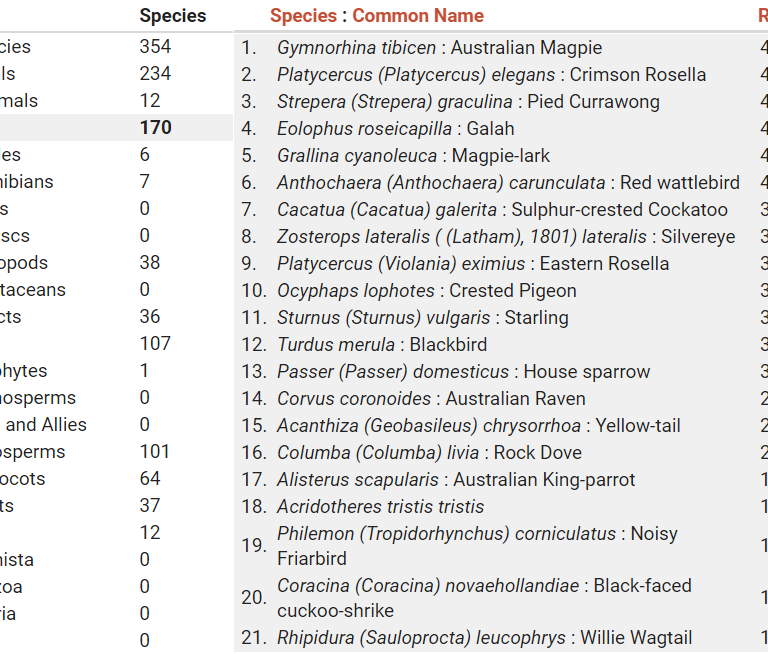 Species
cies 354
ls 234
mals 12
170
les 6
nibians 7
s 0
scs 0
opods 38
taceans 0
cts 36
107
phytes 1
nosperms 0
and Allies 0
osperms 101
ocots 64
ts 37
12
nista 0
zoa 0
ria 0
0
Species : Common Name R
1. Gymnorhina tibicen : Australian Magpie 4
2. Platycercus (Platycercus) elegans : Crimson Rosella 4
3. Strepera (Strepera) graculina : Pied Currawong 4
4. Eolophus roseicapilla : Galah 4
5. Grallina cyanoleuca : Magpie-lark 4
6. Anthochaera (Anthochaera) carunculata : Red wattlebird 4
7. Cacatua (Cacatua) galerita : Sulphur-crested Cockatoo 3
8. Zosterops lateralis ( (Latham), 1801) lateralis : Silvereye 3
9. Platycercus (Violania) eximius : Eastern Rosella 3
10. Ocyphaps lophotes : Crested Pigeon 3
11. Sturnus (Sturnus) vulgaris : Starling 3
12. Turdus merula : Blackbird 3
13. Passer (Passer) domesticus : House sparrow 3
14. Corvus coronoides : Australian Raven 2
15. Acanthiza (Geobasileus) chrysorrhoa : Yellow-tail 2
16. Columba (Columba) livia : Rock Dove 2
17. Alisterus scapularis : Australian King-parrot 1
18. Acridotheres tristis tristis 1
19. Philemon (Tropidorhynchus) corniculatus : Noisy 1
Friarbird
20. Coracina (Coracina) novaehollandiae : Black-faced 1
cuckoo-shrike
21. Rhipidura (Sauloprocta) leucophrys : Willie Wagtail 1